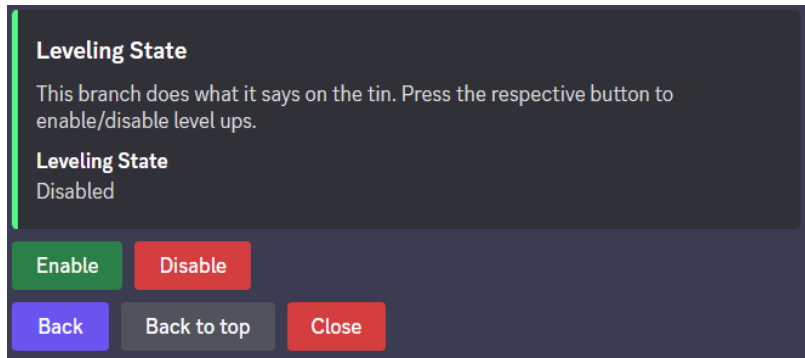 Leveling State
This branch does what it says on the tin. Press the respective button to
enable/disable level ups.
Leveling State
Disabled
Enable Disable
Back Back to top Close